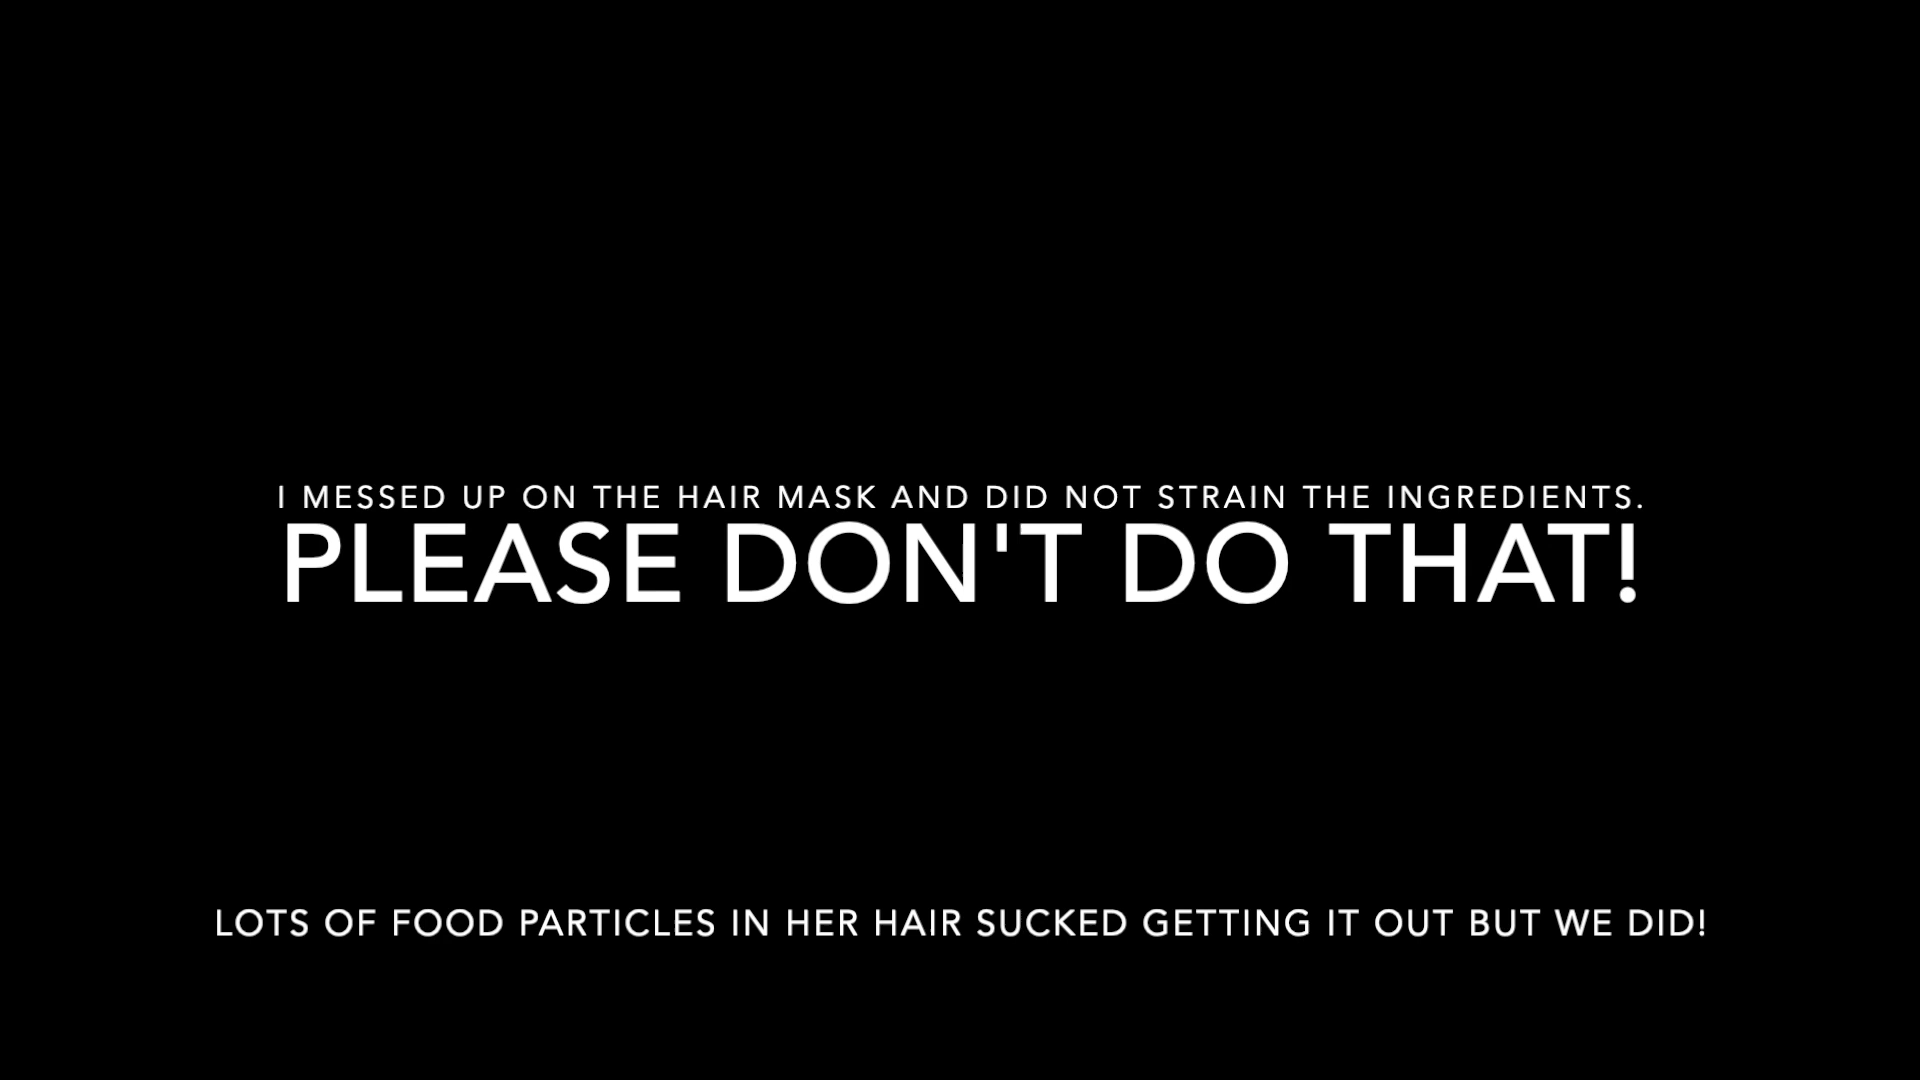 I MESSED UP ON THE HAIR MASK AND DID NOT STRAIN THE INGREDIENTS.
PLEASE DON'T DO THAT!
LOTS OF FOOD PARTICLES IN HER HAIR SUCKED GETTING IT OUT BUT WE DID!